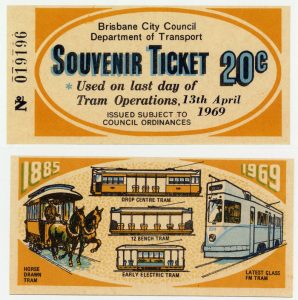 Brisbane City Council
Department of Transport
№ 019196
SOUVENIR TICKET 20¢
* Used on last day of
Tram Operations, 13th April
1969
ISSUED SUBJECT TO
COUNCIL ORDINANCES
1885 1969
DROP CENTRE TRAM
12 BENCH TRAM
HORSE
DRAWN
TRAM
EARLY ELECTRIC TRAM
LATEST CLASS
FM TRAM